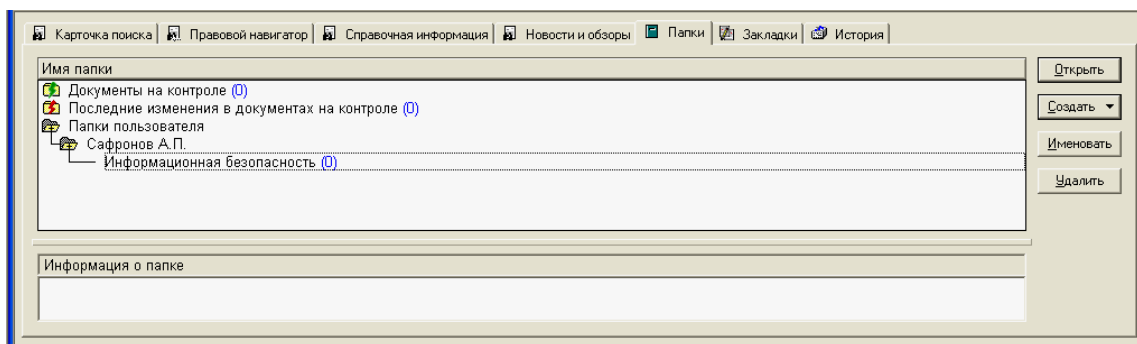 Карточка поиска Правовой навигатор Справочная информация Новости и обзоры Папки Закладки История
Имя папки
Открыть
Документы на контроле (0)
Последние изменения в документах на контроле (0)
Создать
Папки пользователя
Сафронов А.П.
Именовать
Информационная безопасность (0)
Удалить
Информация о папке